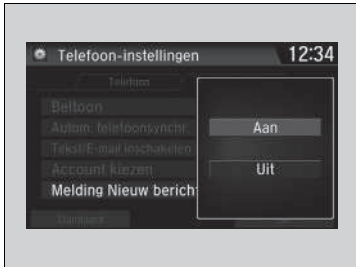 Telefoon-instellingen
12:34
Telefoon
Beltoon
Autom. telefoonsynchr.
Tekst/E-mail inschakelen
Account kiezen
Melding Nieuw bericht
Aan
Uit
Standaard